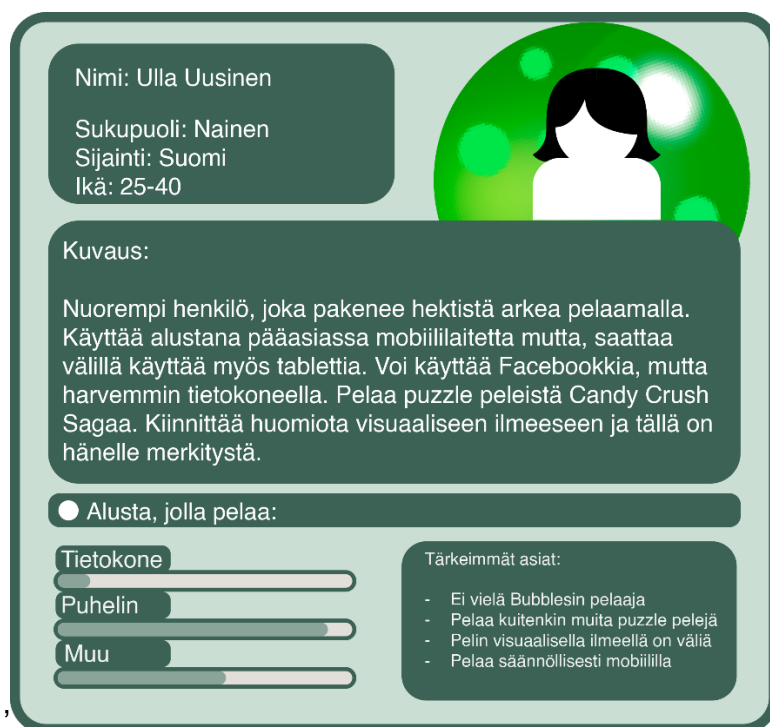 Nimi: Ulla Uusinen
Sukupuoli: Nainen
Sijainti: Suomi
Ikä: 25-40
Kuvaus:
Nuorempi henkilö, joka pakenee hektistä arkea pelaamalla.
Käyttää alustana pääasiassa mobiililaitetta mutta, saattaa
välillä käyttää myös tablettia. Voi käyttää Facebookkia, mutta
harvemmin tietokoneella. Pelaa puzzle peleistä Candy Crush
Sagaa. Kiinnittää huomiota visuaaliseen ilmeeseen ja tällä on
hänelle merkitystä.
Alusta, jolla pelaa:
Tietokone
Puhelin
Muu
Tärkeimmät asiat:
- Ei vielä Bubblesin pelaaja
- Pelaa kuitenkin muita puzzle pelejä
- Pelin visuaalisella ilmeellä on väliä
- Pelaa säännöllisesti mobiililla
,